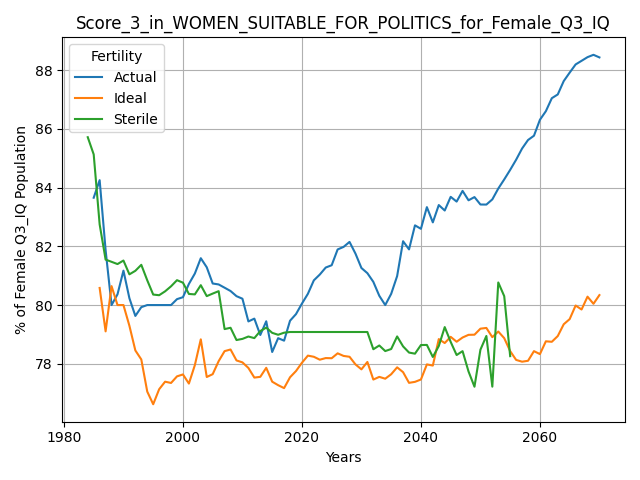 Score_3_in_WOMEN_SUITABLE_FOR_POLITICS_for_Female_Q3_IQ
Fertility
Actual
Ideal
Sterile
% of Female Q3_IQ Population
88
86
84
82
80
78
1980
2000
2020
2040
2060
Years